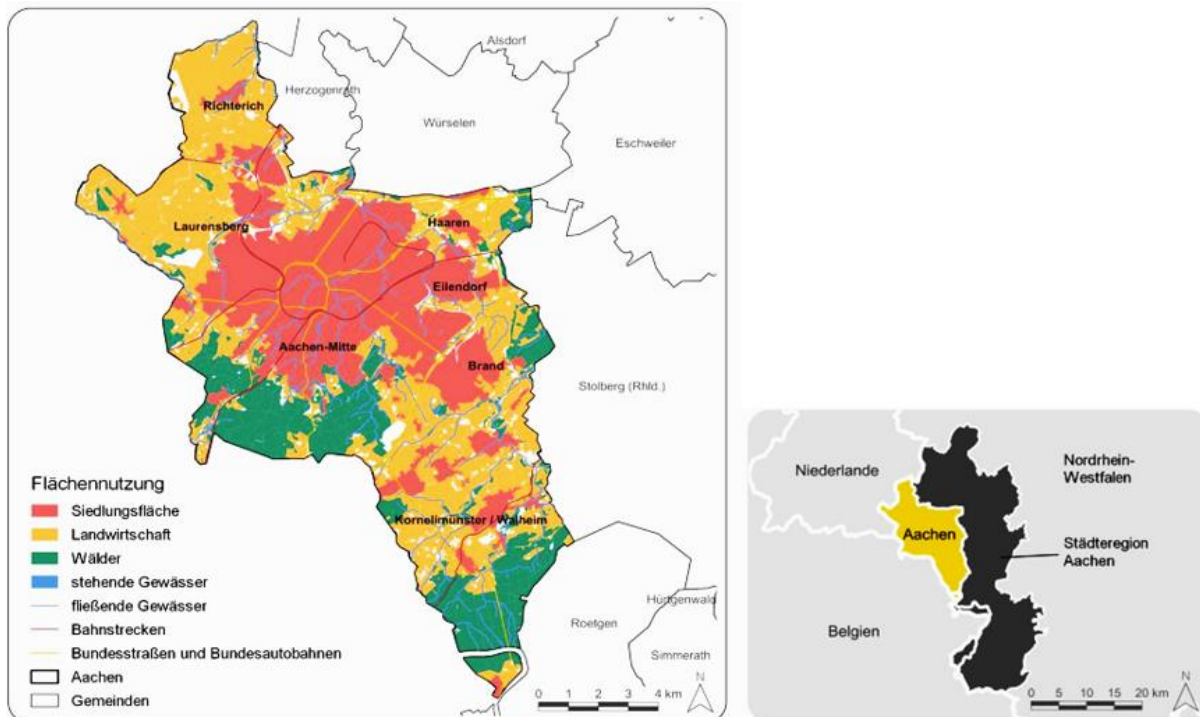 Alsdorf
Herzogenrath
Würselen
Eschweiler
Richterich
Laurensberg
Haaren
Eilendorf
Aachen-Mitte
Brand
Stolberg (Rhld.)
Kornelimünster / Walheim
Hürtgenwald
Roetgen
Simmerath
Flächennutzung
Siedlungsfläche
Landwirtschaft
Wälder
stehende Gewässer
fließende Gewässer
Bahnstrecken
Bundesstraßen und Bundesautobahnen
Aachen
Gemeinden
0 1 2 3 4 km
N
Niederlande
Nordrhein-
Westfalen
Aachen
Städteregion
Aachen
Belgien
0 5 10 15 20 km
N